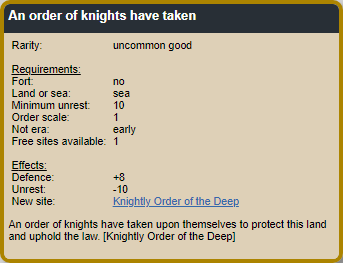 An order of knights have taken
Rarity: uncommon good
Requirements:
Fort: no
Land or sea: sea
Minimum unrest: 10
Order scale: 1
Not era: early
Free sites available: 1
Effects:
Defence: +8
Unrest: -10
New site: Knightly Order of the Deep
An order of knights have taken upon themselves to protect this land
and uphold the law. [Knightly Order of the Deep]